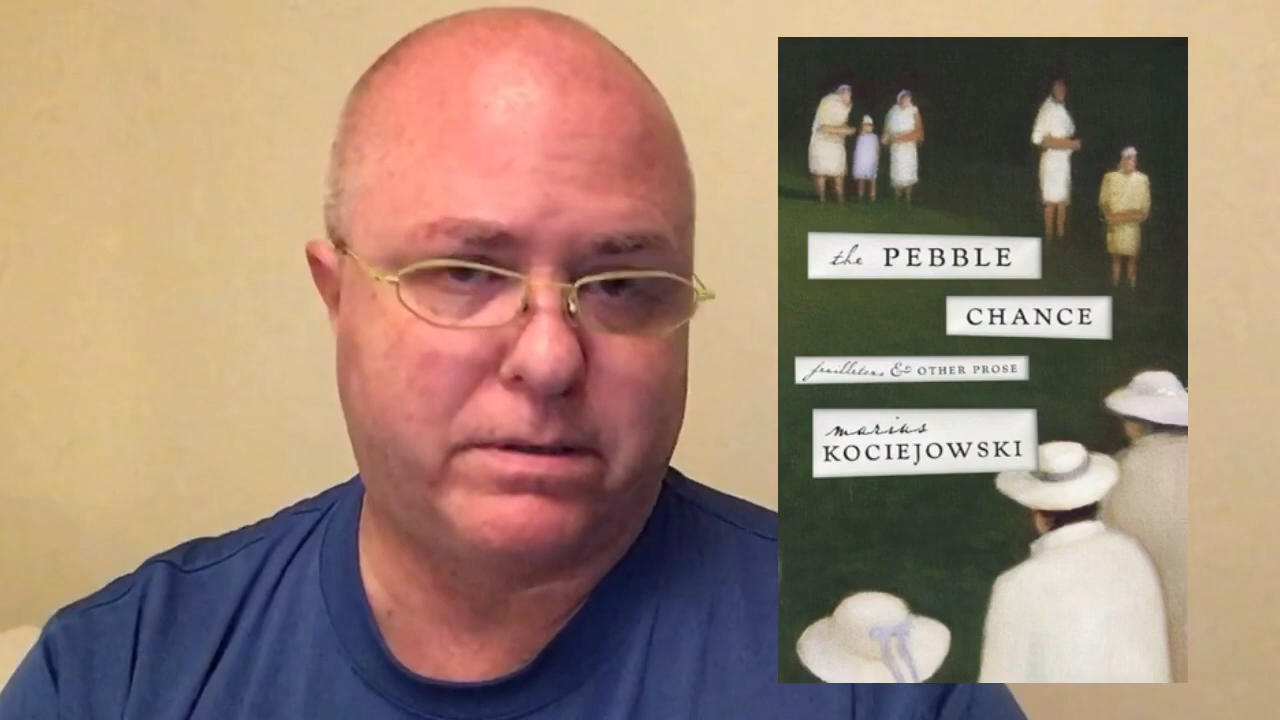 the PEBBLE
CHANCE
feuilletons & OTHER PROSE
marius
KOCIEJOWSKI